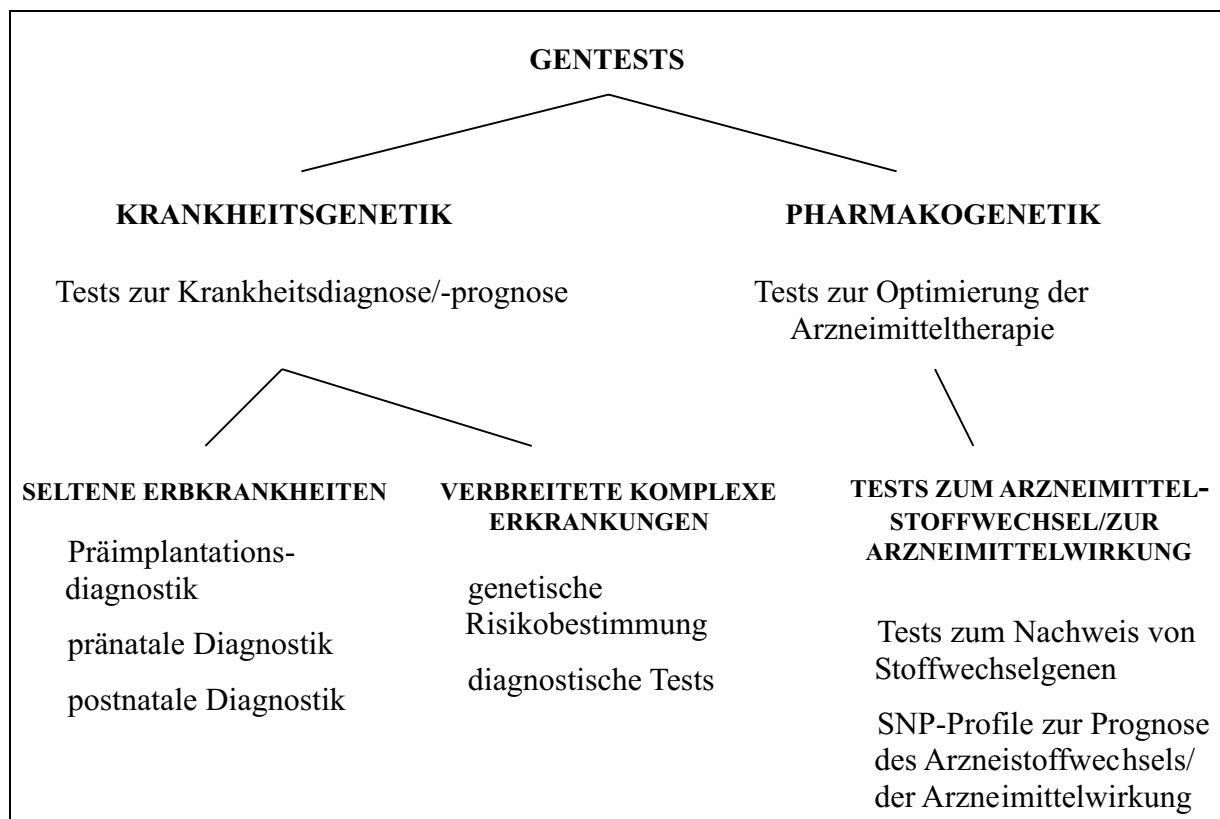 GENTESTS
KRANKHEITSGENETIK
Tests zur Krankheitsdiagnose/-prognose
PHARMAKOGENETIK
Tests zur Optimierung der
Arzneimitteltherapie
SELTENE ERBKRANKHEITEN
Präimplantations-
diagnostik
pränatale Diagnostik
postnatale Diagnostik
VERBREITETE KOMPLEXE
ERKRANKUNGEN
genetische
Risikobestimmung
diagnostische Tests
TESTS ZUM ARZNEIMITTEL-
STOFFWECHSEL/ZUR
ARZNEIMITTELWIRKUNG
Tests zum Nachweis von
Stoffwechselgenen
SNP-Profile zur Prognose
des Arzneistoffwechsels/
der Arzneimittelwirkung